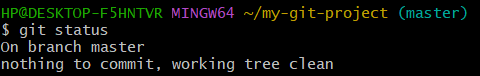 HP@DESKTOP-F5HNTVR MINGW64 ~/my-git-project (master)
$ git status
On branch master
nothing to commit, working tree clean